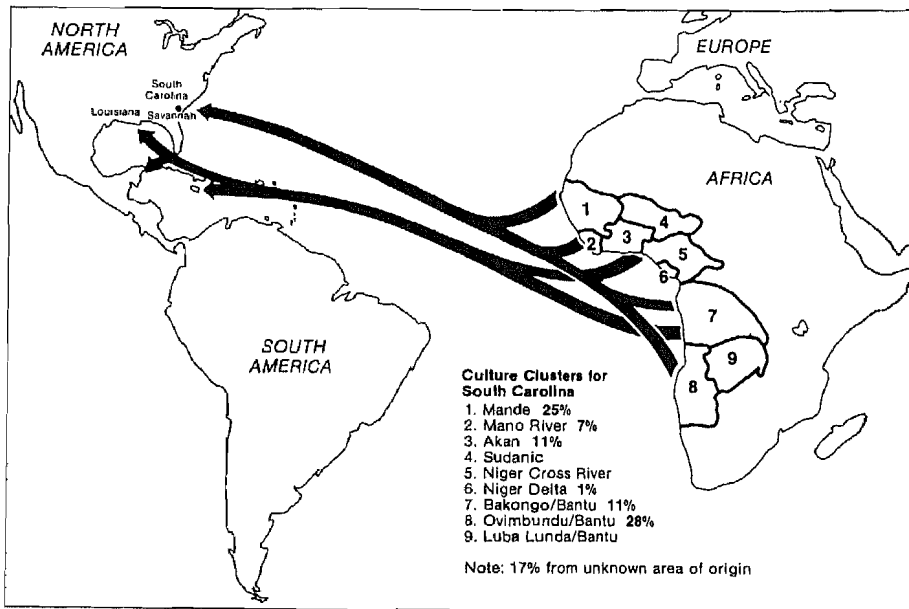 NORTH
AMERICA
EUROPE
South
Carolina
Louisiana
Savannah
AFRICA
1
4
2
3
5
6
7
SOUTH
AMERICA
9
8
Culture Clusters for
South Carolina
1. Mande 25%
2. Mano River 7%
3. Akan 11%
4. Sudanic
5. Niger Cross River
6. Niger Delta 1%
7. Bakongo/Bantu 11%
8. Ovimbundu/Bantu 28%
9. Luba Lunda/Bantu
Note: 17% from unknown area of origin